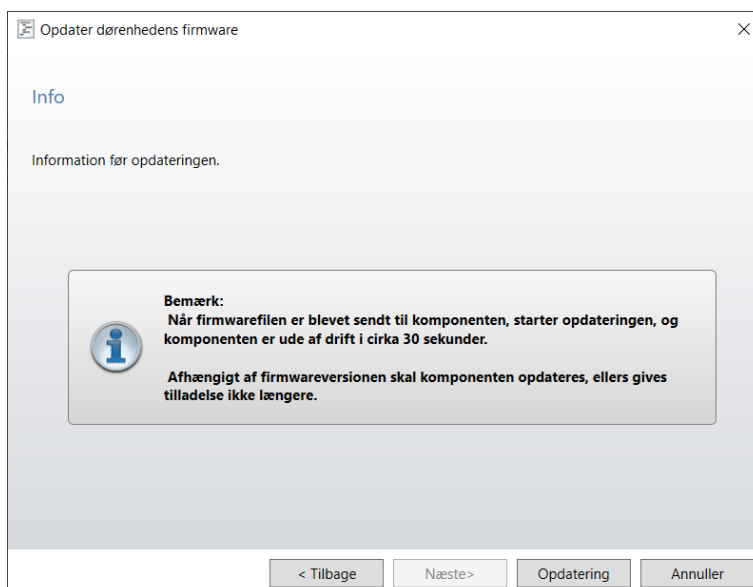 Opdater dørenhedens firmware
Info
Information før opdateringen.
Bemærk:
Når firmwarefilen er blevet sendt til komponenten, starter opdateringen, og
komponenten er ude af drift i cirka 30 sekunder.
Afhængigt af firmwareversionen skal komponenten opdateres, ellers gives
tilladelse ikke længere.
< Tilbage Næste> Opdatering Annuller